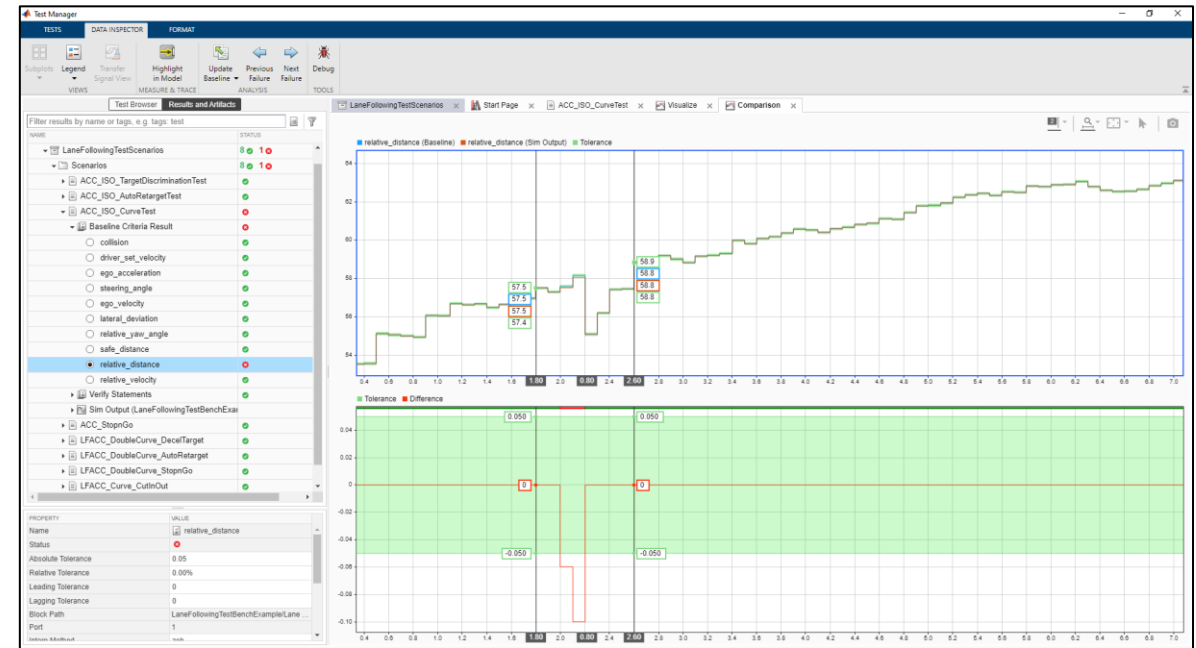 Test Manager
TESTS DATA INSPECTOR FORMAT
Subplots Legend Transfer Signal View Highlight in Model Update Baseline Previous Failure Next Failure Debug
VIEWS MEASURE & TRACE ANALYSIS TOOLS
Test Browser Results and Artifacts
Filter results by name or tags, e.g. tags: test
NAME STATUS
LaneFollowingTestScenarios 8 1
Scenarios 8 1
ACC_ISO_TargetDiscriminationTest
ACC_ISO_AutoRetargetTest
ACC_ISO_CurveTest
Baseline Criteria Result
collision
driver_set_velocity
ego_acceleration
steering_angle
ego_velocity
lateral_deviation
relative_yaw_angle
safe_distance
relative_distance
relative_velocity
Verify Statements
Sim Output (LaneFollowingTestBenchExa
ACC_StopnGo
LFACC_DoubleCurve_DecelTarget
LFACC_DoubleCurve_AutoRetarget
LFACC_DoubleCurve_StopnGo
LFACC_Curve_CutInOut
PROPERTY VALUE
Name relative_distance
Status
Absolute Tolerance 0.05
Relative Tolerance 0.00%
Leading Tolerance 0
Lagging Tolerance 0
Block Path LaneFollowingTestBenchExample/Lane ...
Port 1
Interp Method zoh
LaneFollowingTestScenarios Start Page ACC_ISO_CurveTest Visualize Comparison
relative_distance (Baseline) relative_distance (Sim Output) Tolerance
64
62
60
58
56
54
57.5
57.5
57.5
57.4
58.9
58.8
58.8
58.8
0.4 0.6 0.8 1.0 1.2 1.4 1.6 1.80 2.0 0.80 2.4 2.60 2.8 3.0 3.2 3.4 3.6 3.8 4.0 4.2 4.4 4.6 4.8 5.0 5.2 5.4 5.6 5.8 6.0 6.2 6.4 6.6 6.8 7.0
Tolerance Difference
0.050 0.050
0.04
0.02
0 0 0
-0.02
-0.04
-0.050 -0.050
-0.06
-0.08
-0.10
0.4 0.6 0.8 1.0 1.2 1.4 1.6 1.80 2.0 0.80 2.4 2.60 2.8 3.0 3.2 3.4 3.6 3.8 4.0 4.2 4.4 4.6 4.8 5.0 5.2 5.4 5.6 5.8 6.0 6.2 6.4 6.6 6.8 7.0